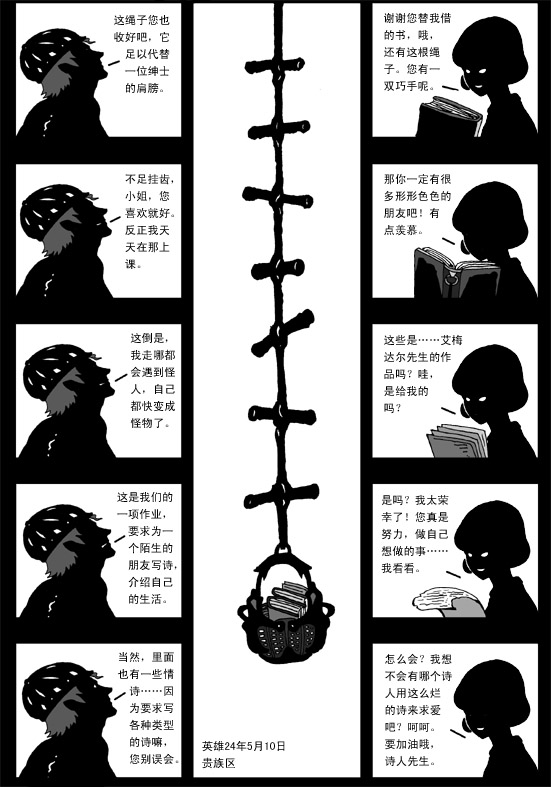 这绳子您也
收好吧，它
足以代替
一位绅士
的肩膀。
谢谢您替我借
的书，哦，
还有这根绳
子。您有一
双巧手呢。
不足挂齿，
小姐，您
喜欢就好。
反正我天
天在那上
课。
那你一定有很
多形形色色的
朋友吧！有
点羡慕。
这倒是，
我走哪都
会遇到怪
人，自己
都快变成
怪物了。
这些是……艾梅
达尔先生的作
品吗？哇，
是给我的
吗？
这是我们的
一项作业，
要求为一
个陌生的
朋友写诗，
介绍自己
的生活。
是吗？我太荣
幸了！您真是
努力，做自己
想做的事……
我看看。
当然，里面
也有一些情
诗……因
为要求写
各种类型
的诗嘛，
您别误会。
怎么会？我想
不会有哪个诗
人用这么烂
的诗来求爱
吧？呵呵。
要加油哦，
诗人先生。
英雄24年5月10日
贵族区